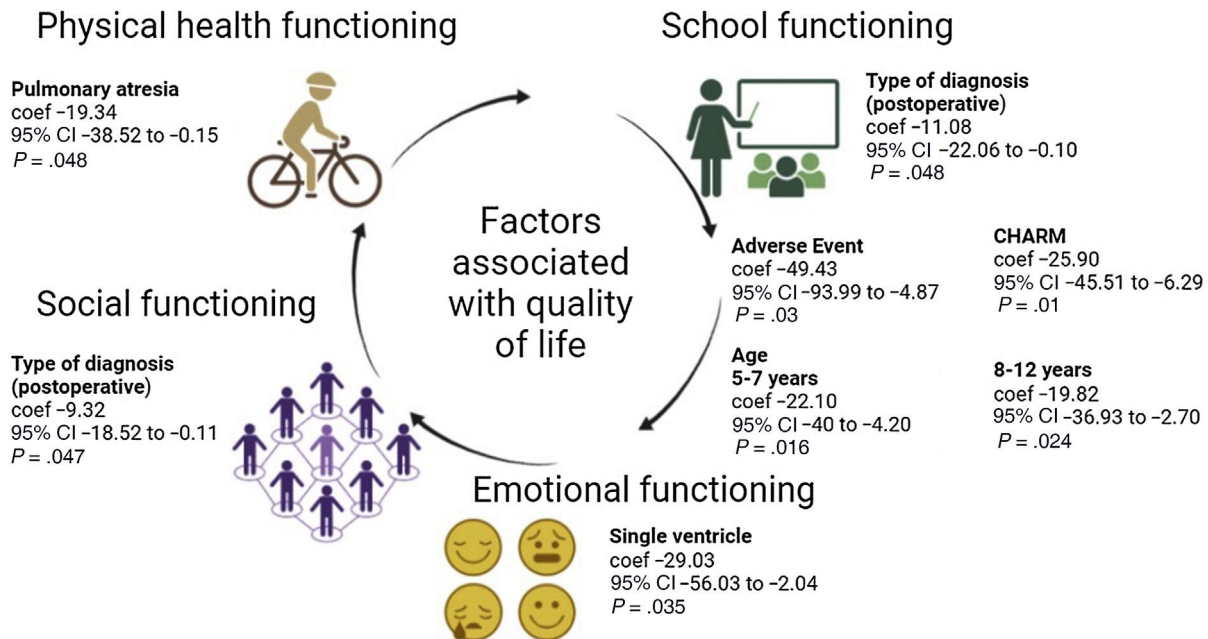 Physical health functioning
Pulmonary atresia
coef −19.34
95% CI −38.52 to −0.15
P = .048
School functioning
Type of diagnosis
(postoperative)
coef −11.08
95% CI −22.06 to −0.10
P = .048
Adverse Event
coef −49.43
95% CI −93.99 to −4.87
P = .03
CHARM
coef −25.90
95% CI −45.51 to −6.29
P = .01
Age
5-7 years
coef −22.10
95% CI −40 to −4.20
P = .016
8-12 years
coef −19.82
95% CI −36.93 to −2.70
P = .024
Factors
associated
with quality
of life
Social functioning
Type of diagnosis
(postoperative)
coef −9.32
95% CI −18.52 to −0.11
P = .047
Emotional functioning
Single ventricle
coef −29.03
95% CI −56.03 to −2.04
P = .035